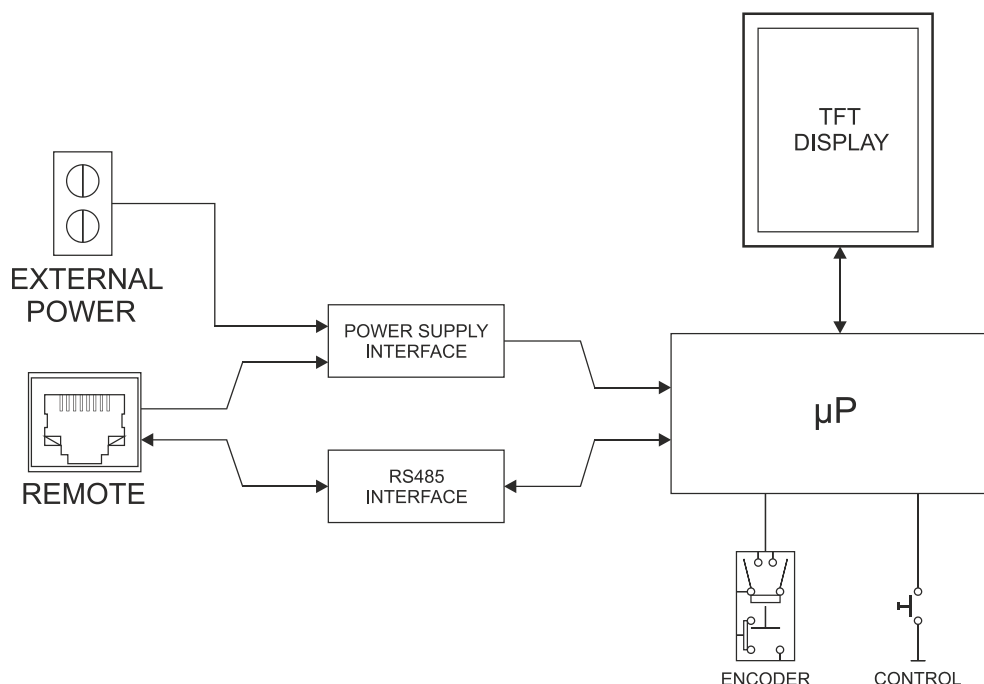 TFT
DISPLAY
EXTERNAL
POWER
POWER SUPPLY
INTERFACE
µP
REMOTE
RS485
INTERFACE
ENCODER
CONTROL